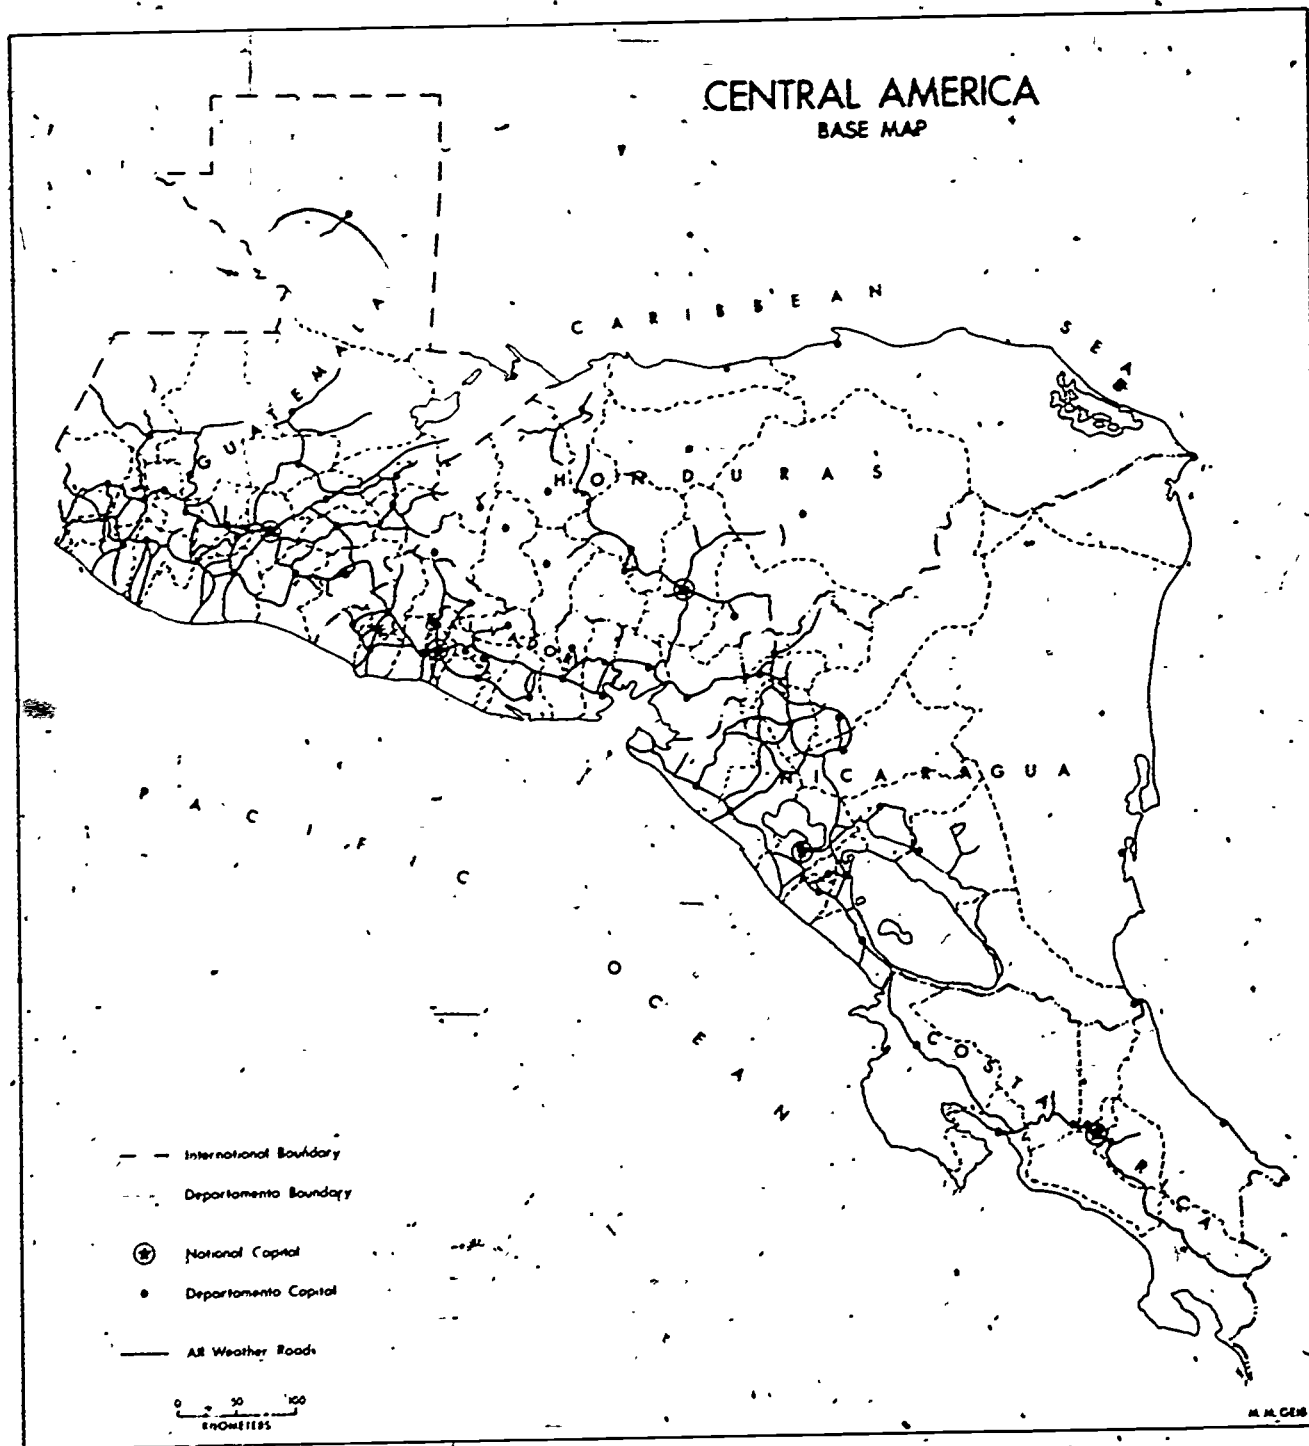 CENTRAL AMERICA
BASE MAP
CARIBBEAN SEA
GUATEMALA
HONDURAS
NICARAGUA
PACIFIC OCEAN
COSTA RICA
International Boundary
Departamento Boundary
National Capital
Departamento Capital
All Weather Roads
0 50 100
KILOMETERS
M. M. GEIB